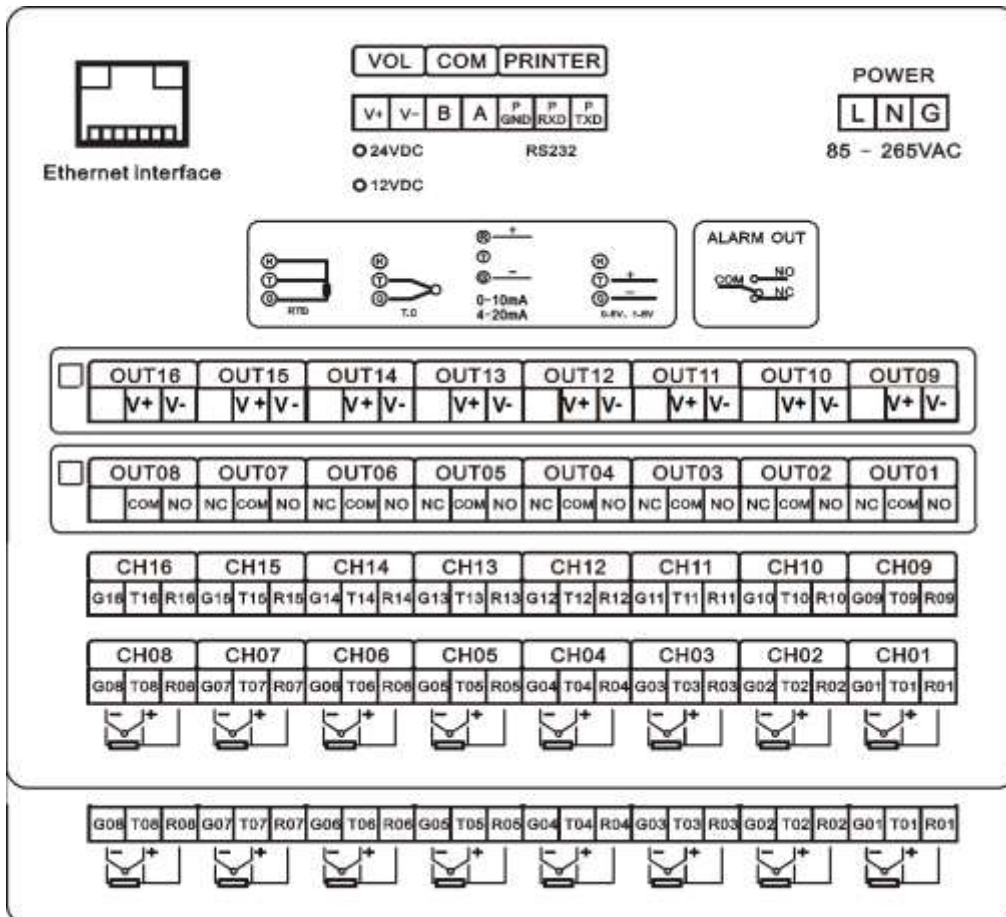 VOL COM PRINTER
POWER
V+ V- B A P GND P RXD P TXD
L N G
24VDC RS232
85 - 265VAC
Ethernet interface
12VDC
ALARM OUT
R +
T
G -
R
T
G
RTD
R
T
G
T.C
0-10mA
4-20mA
R
T +
G -
0-5V, 1-5V
COM NO
NC
OUT16 OUT15 OUT14 OUT13 OUT12 OUT11 OUT10 OUT09
V+ V- V+ V- V+ V- V+ V- V+ V- V+ V- V+ V- V+ V-
OUT08 OUT07 OUT06 OUT05 OUT04 OUT03 OUT02 OUT01
COM NO NC COM NO NC COM NO NC COM NO NC COM NO NC COM NO NC COM NO NC COM NO
CH16 CH15 CH14 CH13 CH12 CH11 CH10 CH09
G16 T16 R16 G15 T15 R15 G14 T14 R14 G13 T13 R13 G12 T12 R12 G11 T11 R11 G10 T10 R10 G09 T09 R09
CH08 CH07 CH06 CH05 CH04 CH03 CH02 CH01
G08 T08 R08 G07 T07 R07 G06 T06 R06 G05 T05 R05 G04 T04 R04 G03 T03 R03 G02 T02 R02 G01 T01 R01
- + - + - + - + - + - + - + - +
G08 T08 R08 G07 T07 R07 G06 T06 R06 G05 T05 R05 G04 T04 R04 G03 T03 R03 G02 T02 R02 G01 T01 R01
- + - + - + - + - + - + - + - +